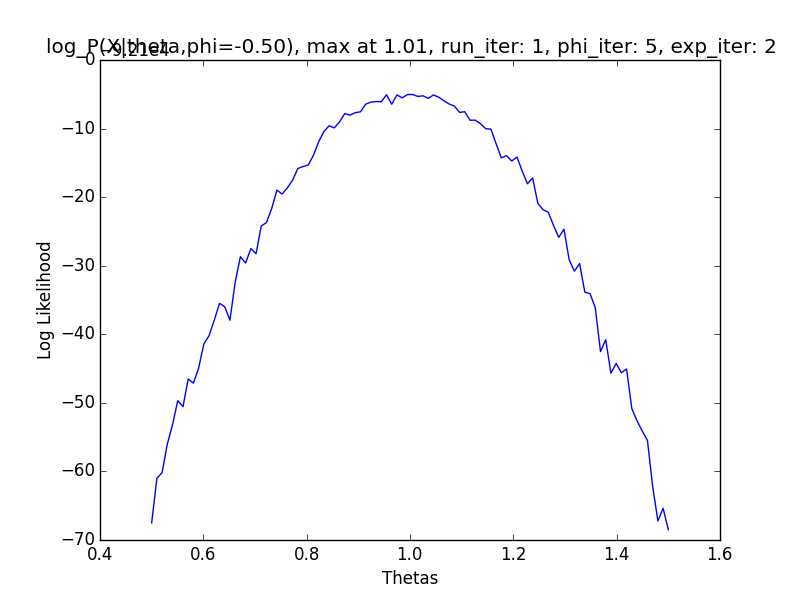 log_P(X|theta,phi=-0.50), max at 1.01, run_iter: 1, phi_iter: 5, exp_iter: 2
−9.21e4
0
−10
−20
−30
−40
−50
−60
−70
Log Likelihood
0.4 0.6 0.8 1.0 1.2 1.4 1.6
Thetas